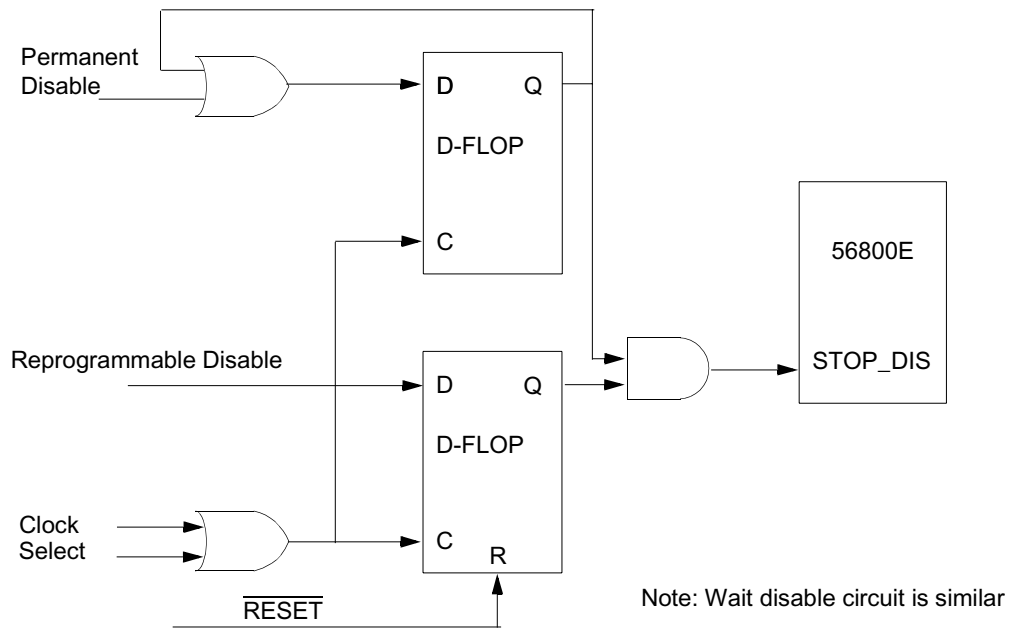 Permanent
Disable
D
Q
D-FLOP
C
56800E
STOP_DIS
Reprogrammable Disable
D
Q
D-FLOP
C
R
Clock
Select
RESET
Note: Wait disable circuit is similar